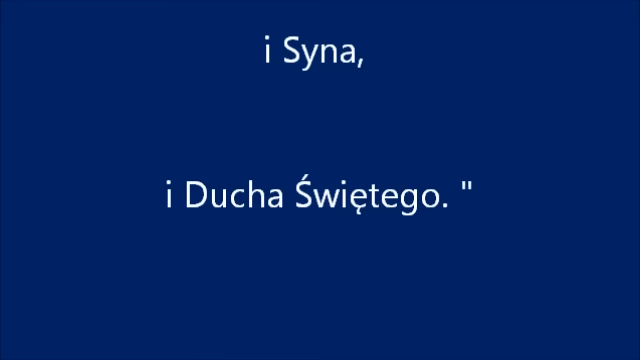 i Syna,
i Ducha Świętego. "